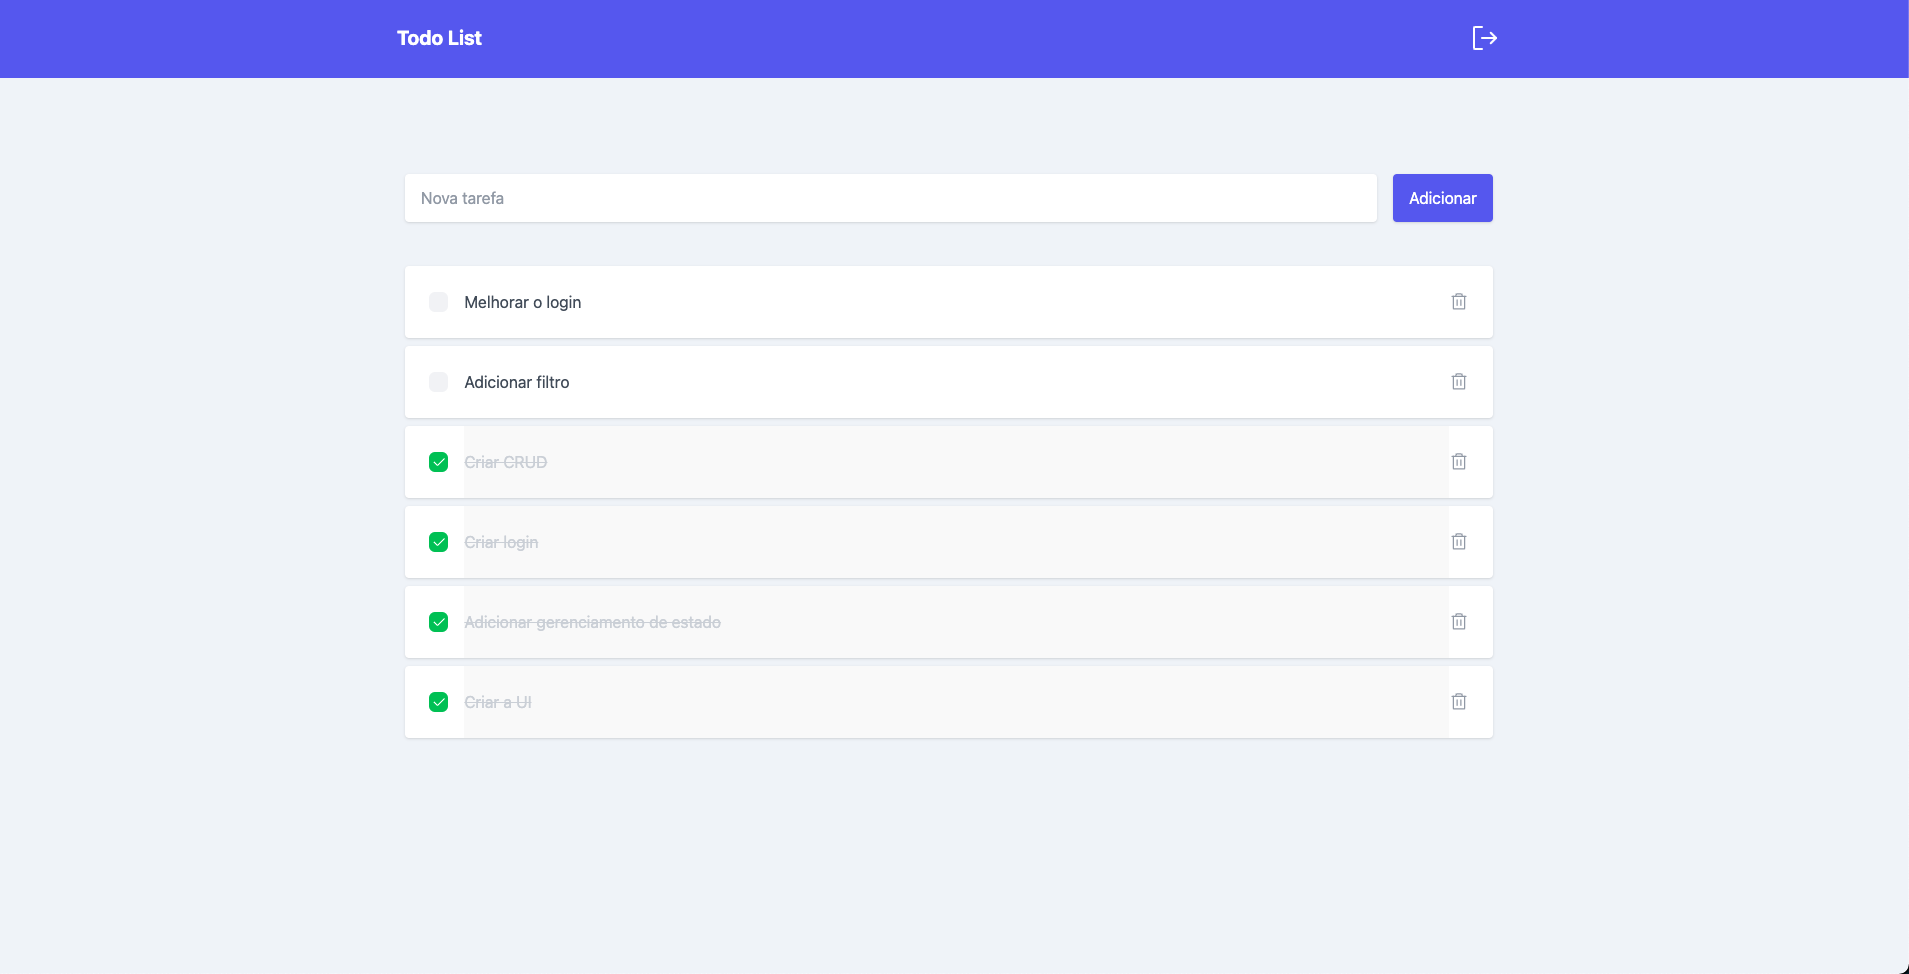 Todo List
Nova tarefa
Adicionar
Melhorar o login
Adicionar filtro
Criar CRUD
Criar login
Adicionar gerenciamento de estado
Criar a UI